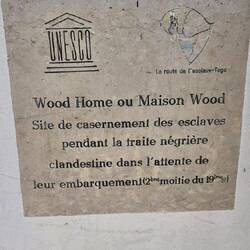 UNESCO
La route de l'esclave-Togo
Wood Home ou Maison Wood
Site de casernement des esclaves
pendant la traite négrière
clandestine dans l'attente de
leur embarquement(2ème moitie du 19ème s)